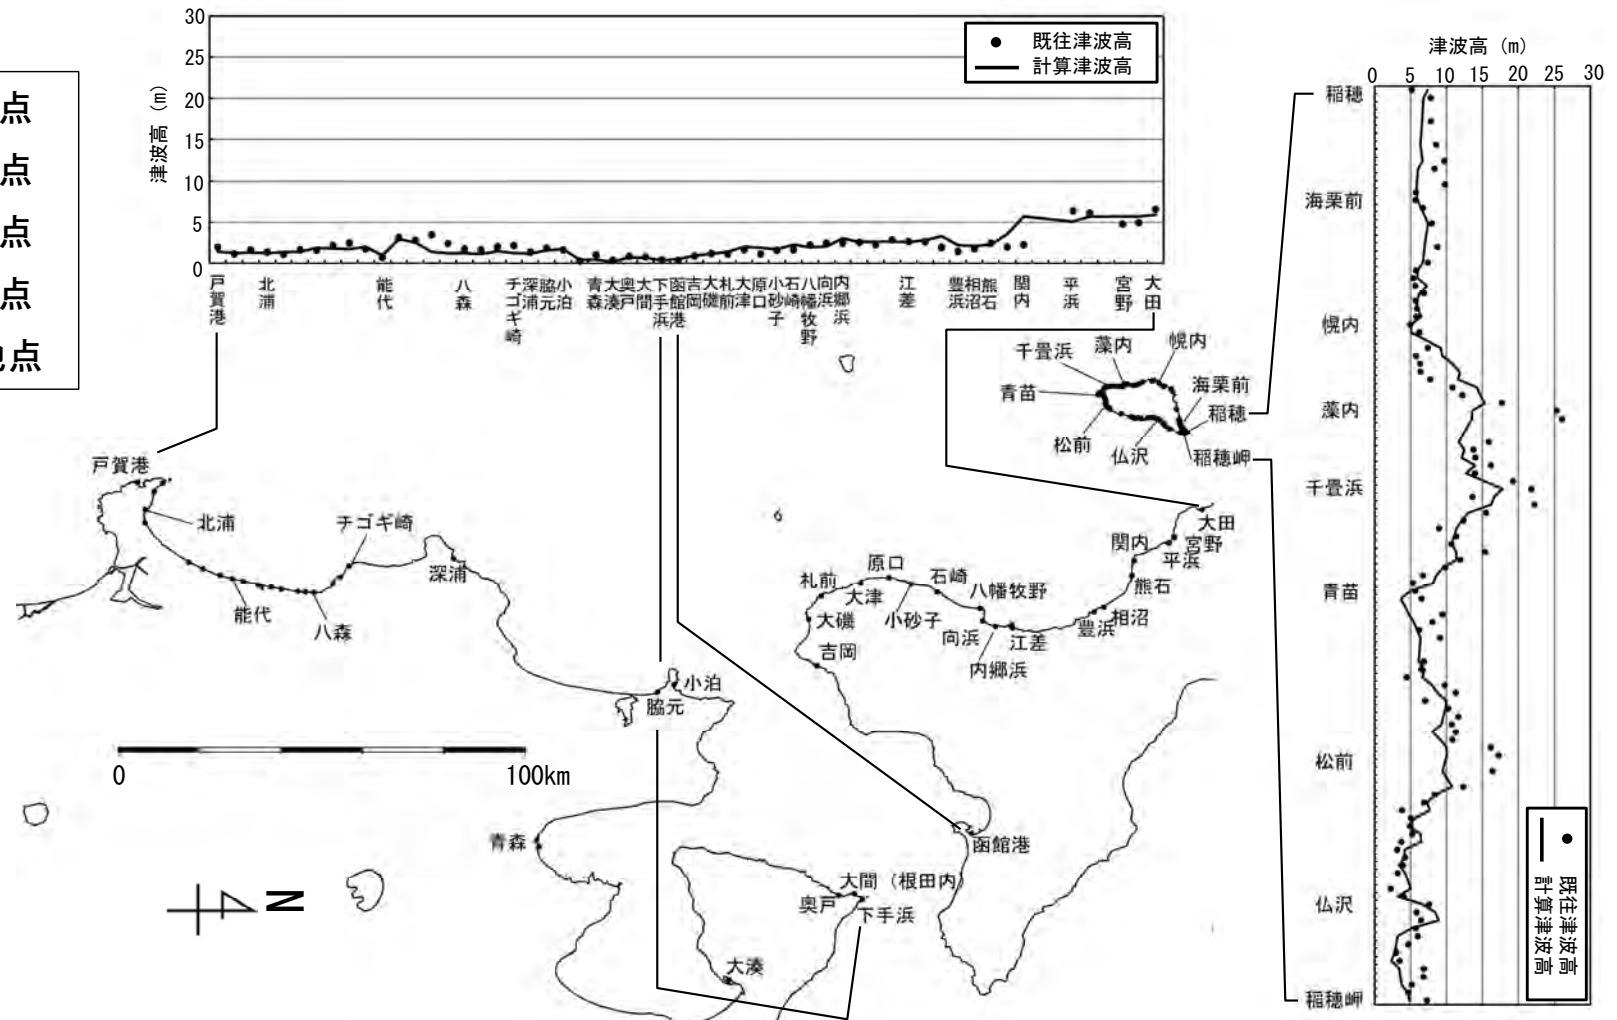 点
点
点
点
点
津波高 (m)
30
25
20
15
10
5
0
既往津波高
計算津波高
戸賀港
北浦
能代
八森
チゴギ崎
深浦
脇元
小泊
青森
大湊
奥戸
大間
下手浜
函館港
吉岡
大磯
札前
大津
原口
小砂子
石崎
八幡牧野
向浜
内郷浜
江差
豊浜
相沼
熊石
関内
平浜
宮野
大田
津波高 (m)
0 5 10 15 20 25 30
稲穂
海栗前
幌内
藻内
千畳浜
青苗
松前
仏沢
稲穂岬
既往津波高
計算津波高
千畳浜
藻内
幌内
青苗
海栗前
稲穂
松前
仏沢
稲穂岬
戸賀港
北浦
チゴギ崎
深浦
能代
八森
小泊
脇元
大田
宮野
関内
平浜
原口
札前
大津
石崎
八幡牧野
熊石
大磯
小砂子
向浜
江差
豊浜
相沼
吉岡
内郷浜
0
100km
青森
函館港
大間（根田内）
奥戸
下手浜
大湊
N